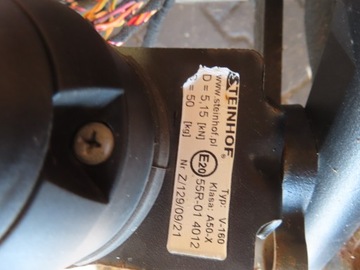 STEINHOF
www.steinhof.pl
D = 5,15 [kN]
= 50 [kg]
Typ: V-160
Klasa: A50-X
E20 55R-01 4012
Nr Z/129/09/21